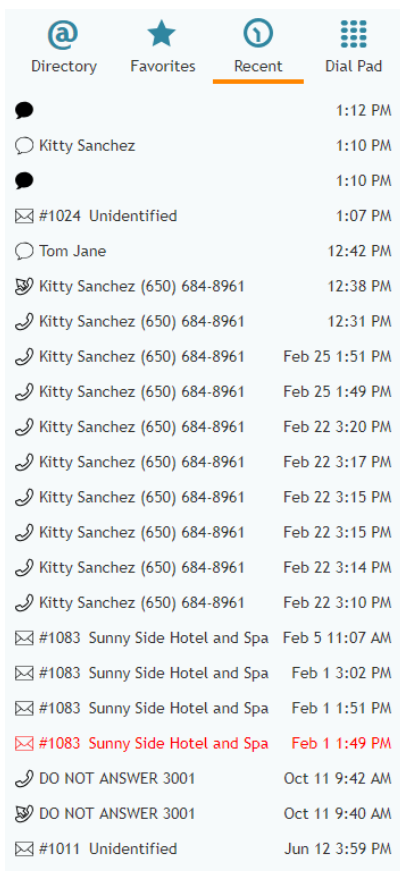 Directory Favorites Recent Dial Pad
1:12 PM
Kitty Sanchez 1:10 PM
1:10 PM
#1024 Unidentified 1:07 PM
Tom Jane 12:42 PM
Kitty Sanchez (650) 684-8961 12:38 PM
Kitty Sanchez (650) 684-8961 12:31 PM
Kitty Sanchez (650) 684-8961 Feb 25 1:51 PM
Kitty Sanchez (650) 684-8961 Feb 25 1:49 PM
Kitty Sanchez (650) 684-8961 Feb 22 3:20 PM
Kitty Sanchez (650) 684-8961 Feb 22 3:17 PM
Kitty Sanchez (650) 684-8961 Feb 22 3:15 PM
Kitty Sanchez (650) 684-8961 Feb 22 3:15 PM
Kitty Sanchez (650) 684-8961 Feb 22 3:14 PM
Kitty Sanchez (650) 684-8961 Feb 22 3:10 PM
#1083 Sunny Side Hotel and Spa Feb 5 11:07 AM
#1083 Sunny Side Hotel and Spa Feb 1 3:02 PM
#1083 Sunny Side Hotel and Spa Feb 1 1:51 PM
#1083 Sunny Side Hotel and Spa Feb 1 1:49 PM
DO NOT ANSWER 3001 Oct 11 9:42 AM
DO NOT ANSWER 3001 Oct 11 9:40 AM
#1011 Unidentified Jun 12 3:59 PM